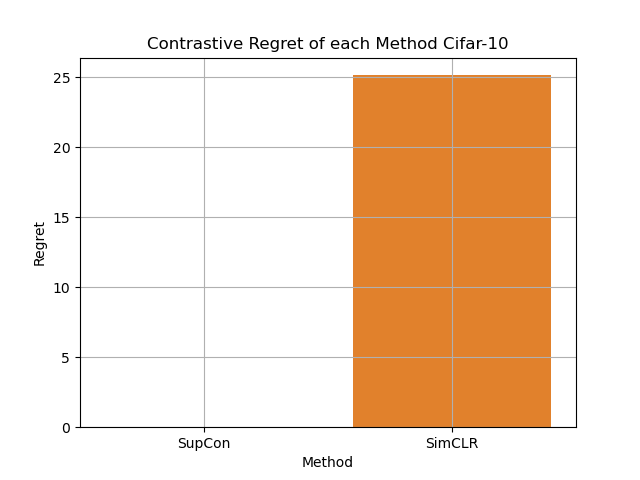 Contrastive Regret of each Method Cifar-10
25
20
15
10
5
0
Regret
SupCon
SimCLR
Method